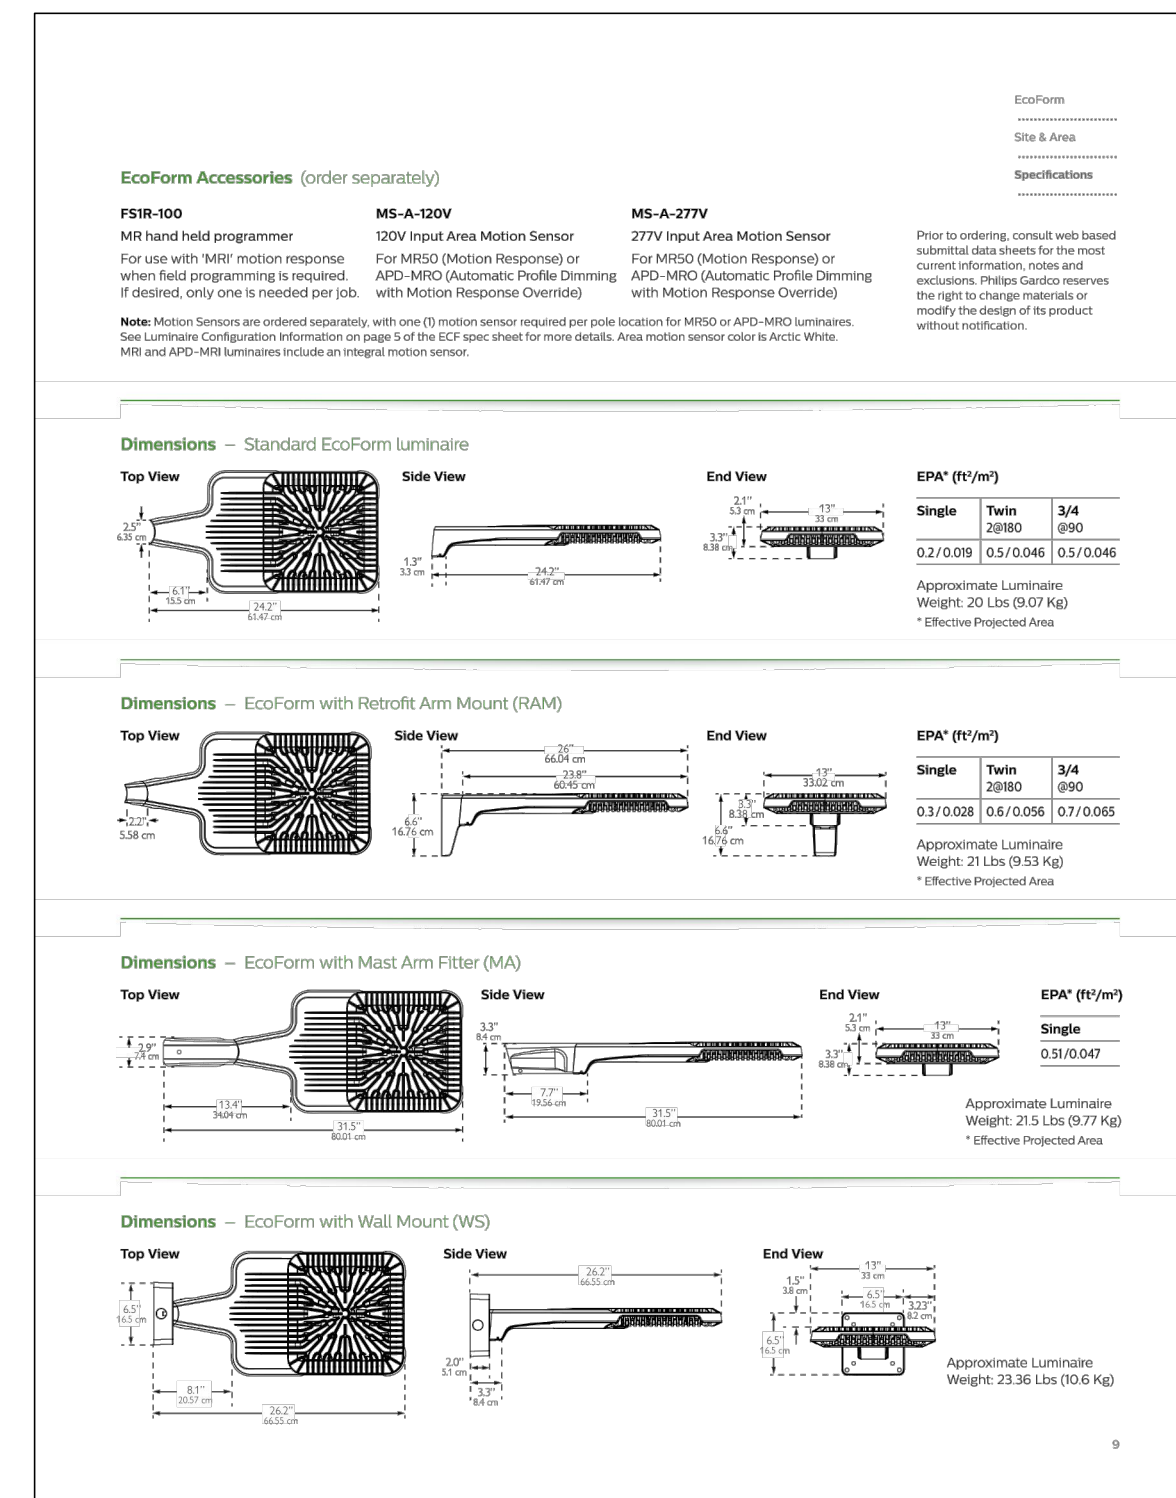 EcoForm
Site & Area
Specifications
EcoForm Accessories (order separately)
FS1R-100
MR hand held programmer
For use with 'MRI' motion response
when field programming is required.
If desired, only one is needed per job.
MS-A-120V
120V Input Area Motion Sensor
For MR50 (Motion Response) or
APD-MRO (Automatic Profile Dimming
with Motion Response Override)
MS-A-277V
277V Input Area Motion Sensor
For MR50 (Motion Response) or
APD-MRO (Automatic Profile Dimming
with Motion Response Override)
Prior to ordering, consult web based
submittal data sheets for the most
current information, notes and
exclusions. Philips Gardco reserves
the right to change materials or
modify the design of its product
without notification.
Note: Motion Sensors are ordered separately, with one (1) motion sensor required per pole location for MR50 or APD-MRO luminaires.
See Luminaire Configuration Information on page 5 of the ECF spec sheet for more details. Area motion sensor color is Arctic White.
MRI and APD-MRI luminaires include an integral motion sensor.
Dimensions – Standard EcoForm luminaire
Top View
2.5"
6.35 cm
6.1"
15.5 cm
24.2"
61.47 cm
Side View
1.3"
3.3 cm
24.2"
61.47 cm
End View
2.1"
5.3 cm
13"
33 cm
3.3"
8.38 cm
EPA* (ft²/m²)
Single Twin 3/4
2@180 @90
0.2 / 0.019 0.5 / 0.046 0.5 / 0.046
Approximate Luminaire
Weight: 20 Lbs (9.07 Kg)
* Effective Projected Area
Dimensions – EcoForm with Retrofit Arm Mount (RAM)
Top View
2.2"
5.58 cm
Side View
26"
66.04 cm
23.8"
60.45 cm
6.6"
16.76 cm
End View
13"
33.02 cm
3.3"
8.38 cm
6.6"
16.76 cm
EPA* (ft²/m²)
Single Twin 3/4
2@180 @90
0.3 / 0.028 0.6 / 0.056 0.7 / 0.065
Approximate Luminaire
Weight: 21 Lbs (9.53 Kg)
* Effective Projected Area
Dimensions – EcoForm with Mast Arm Fitter (MA)
Top View
2.9"
7.4 cm
13.4"
34.04 cm
31.5"
80.01 cm
Side View
3.3"
8.4 cm
7.7"
19.56 cm
31.5"
80.01 cm
End View
2.1"
5.3 cm
13"
33 cm
3.3"
8.38 cm
EPA* (ft²/m²)
Single
0.51 / 0.047
Approximate Luminaire
Weight: 21.5 Lbs (9.77 Kg)
* Effective Projected Area
Dimensions – EcoForm with Wall Mount (WS)
Top View
6.5"
16.5 cm
8.1"
20.57 cm
26.2"
66.55 cm
Side View
26.2"
66.55 cm
2.0"
5.1 cm
3.3"
8.4 cm
End View
13"
33 cm
1.5"
3.8 cm
6.5"
16.5 cm
3.23"
8.2 cm
6.5"
16.5 cm
Approximate Luminaire
Weight: 23.36 Lbs (10.6 Kg)
9